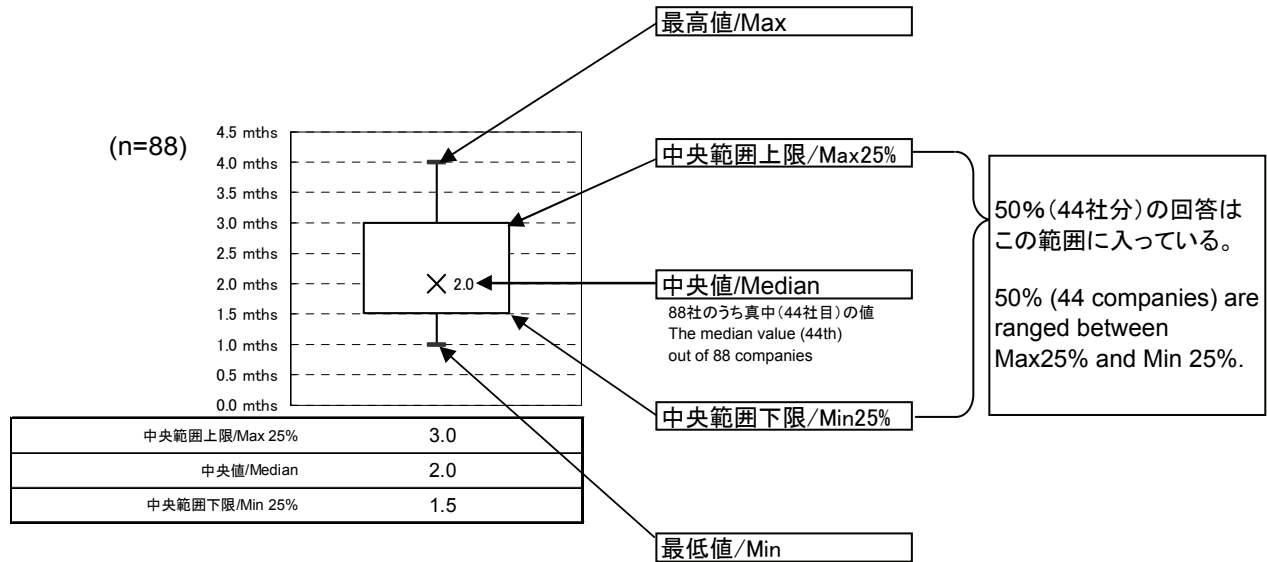 最高値/Max
(n=88)
4.5 mths
4.0 mths
3.5 mths
3.0 mths
2.5 mths
2.0 mths
1.5 mths
1.0 mths
0.5 mths
0.0 mths
2.0
中央範囲上限/Max25%
中央値/Median
88社のうち真中(44社目)の値
The median value (44th)
out of 88 companies
中央範囲下限/Min25%
50%(44社分)の回答は
この範囲に入っている。
50% (44 companies) are
ranged between
Max25% and Min 25%.
中央範囲上限/Max 25% 3.0
中央値/Median 2.0
中央範囲下限/Min 25% 1.5
最低値/Min